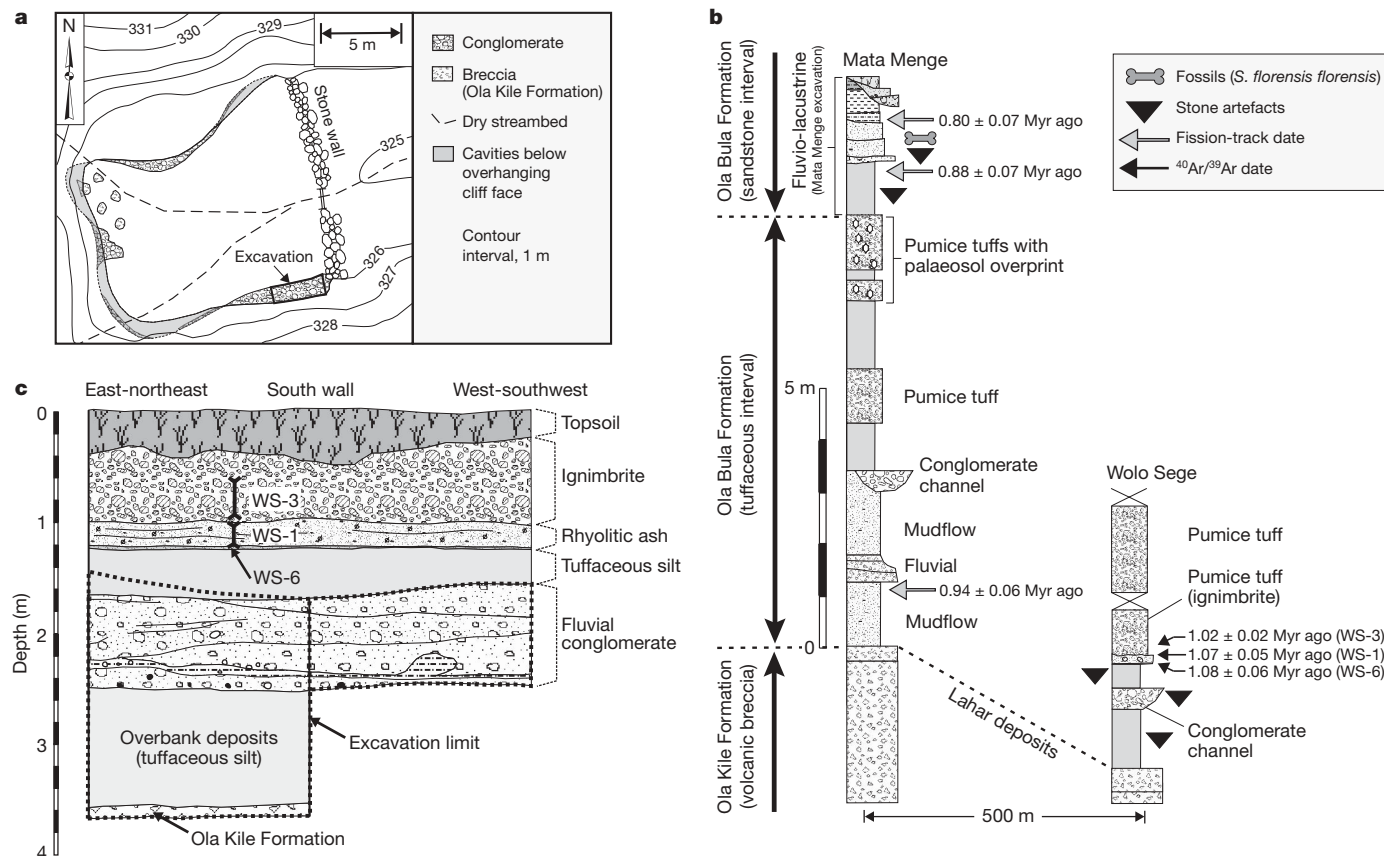 a
N
331
330
329
5 m
Stone wall
325
Excavation
326
327
328
Conglomerate
Breccia
(Ola Kile Formation)
Dry streambed
Cavities below
overhanging
cliff face
Contour
interval, 1 m
b
Ola Bula Formation
(sandstone interval)
Fluvio-lacustrine
(Mata Menge excavation)
Mata Menge
0.80 ± 0.07 Myr ago
0.88 ± 0.07 Myr ago
Pumice tuffs with
palaeosol overprint
Ola Bula Formation
(tuffaceous interval)
5 m
Pumice tuff
Conglomerate
channel
Mudflow
Fluvial
0.94 ± 0.06 Myr ago
Mudflow
0
Ola Kile Formation
(volcanic breccia)
Lahar deposits
500 m
Wolo Sege
Pumice tuff
Pumice tuff
(ignimbrite)
1.02 ± 0.02 Myr ago (WS-3)
1.07 ± 0.05 Myr ago (WS-1)
1.08 ± 0.06 Myr ago (WS-6)
Conglomerate
channel
Fossils (S. florensis florensis)
Stone artefacts
Fission-track date
⁴⁰Ar/³⁹Ar date
c
East-northeast
South wall
West-southwest
Depth (m)
0
1
2
3
4
Topsoil
Ignimbrite
WS-3
WS-1
Rhyolitic ash
WS-6
Tuffaceous silt
Fluvial
conglomerate
Overbank deposits
(tuffaceous silt)
Excavation limit
Ola Kile Formation